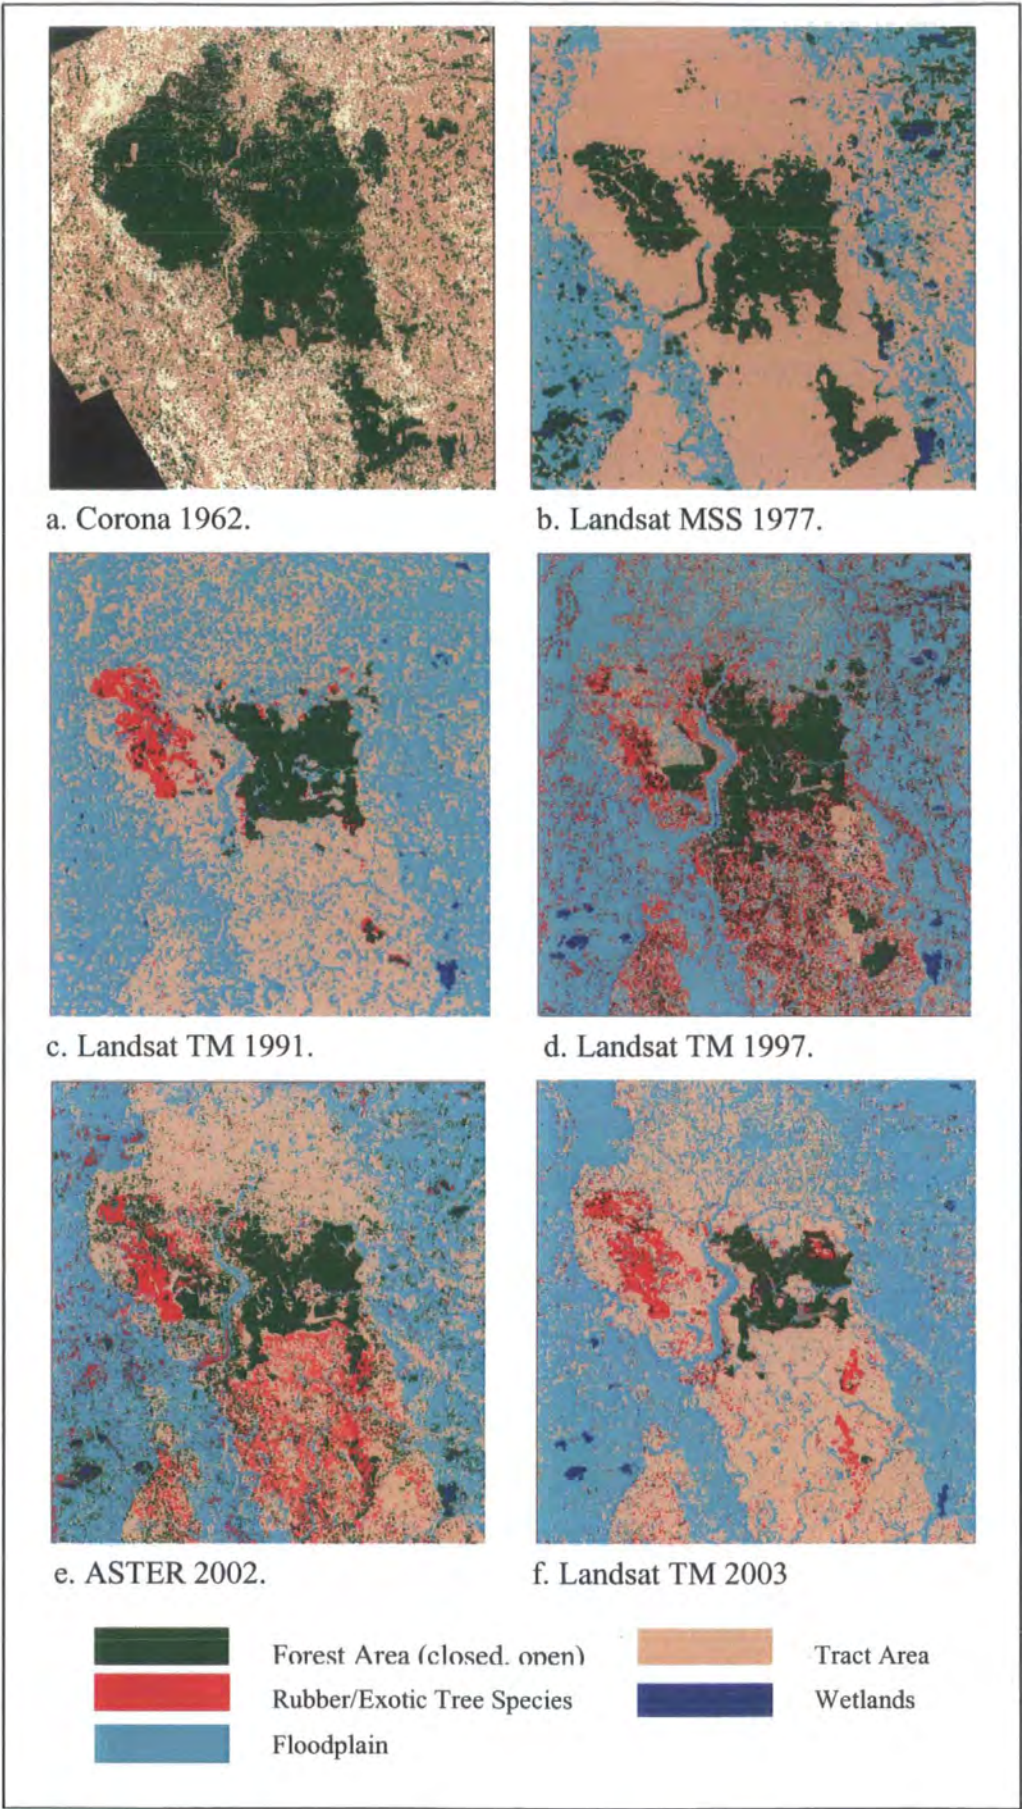 a. Corona 1962.
b. Landsat MSS 1977.
c. Landsat TM 1991.
d. Landsat TM 1997.
e. ASTER 2002.
f. Landsat TM 2003
Forest Area (closed, open)
Tract Area
Rubber/Exotic Tree Species
Wetlands
Floodplain